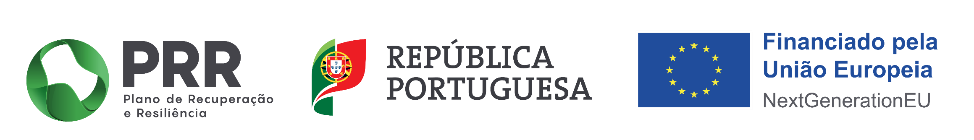 PRR
Plano de Recuperação
e Resiliência
REPÚBLICA
PORTUGUESA
Financiado pela
União Europeia
NextGenerationEU